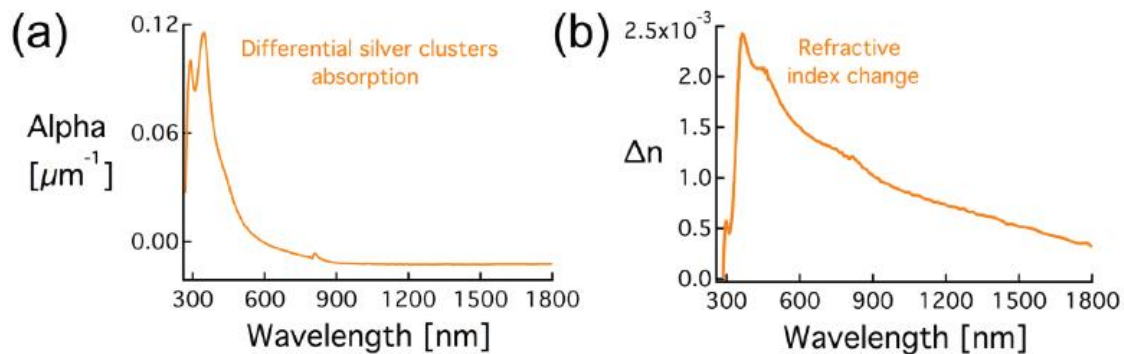 (a)
0.12
0.06
0.00
Alpha
[µm⁻¹]
Differential silver clusters
absorption
300 600 900 1200 1500 1800
Wavelength [nm]
(b)
2.5x10⁻³
2.0
1.5
1.0
0.5
0.0
Δn
Refractive
index change
300 600 900 1200 1500 1800
Wavelength [nm]